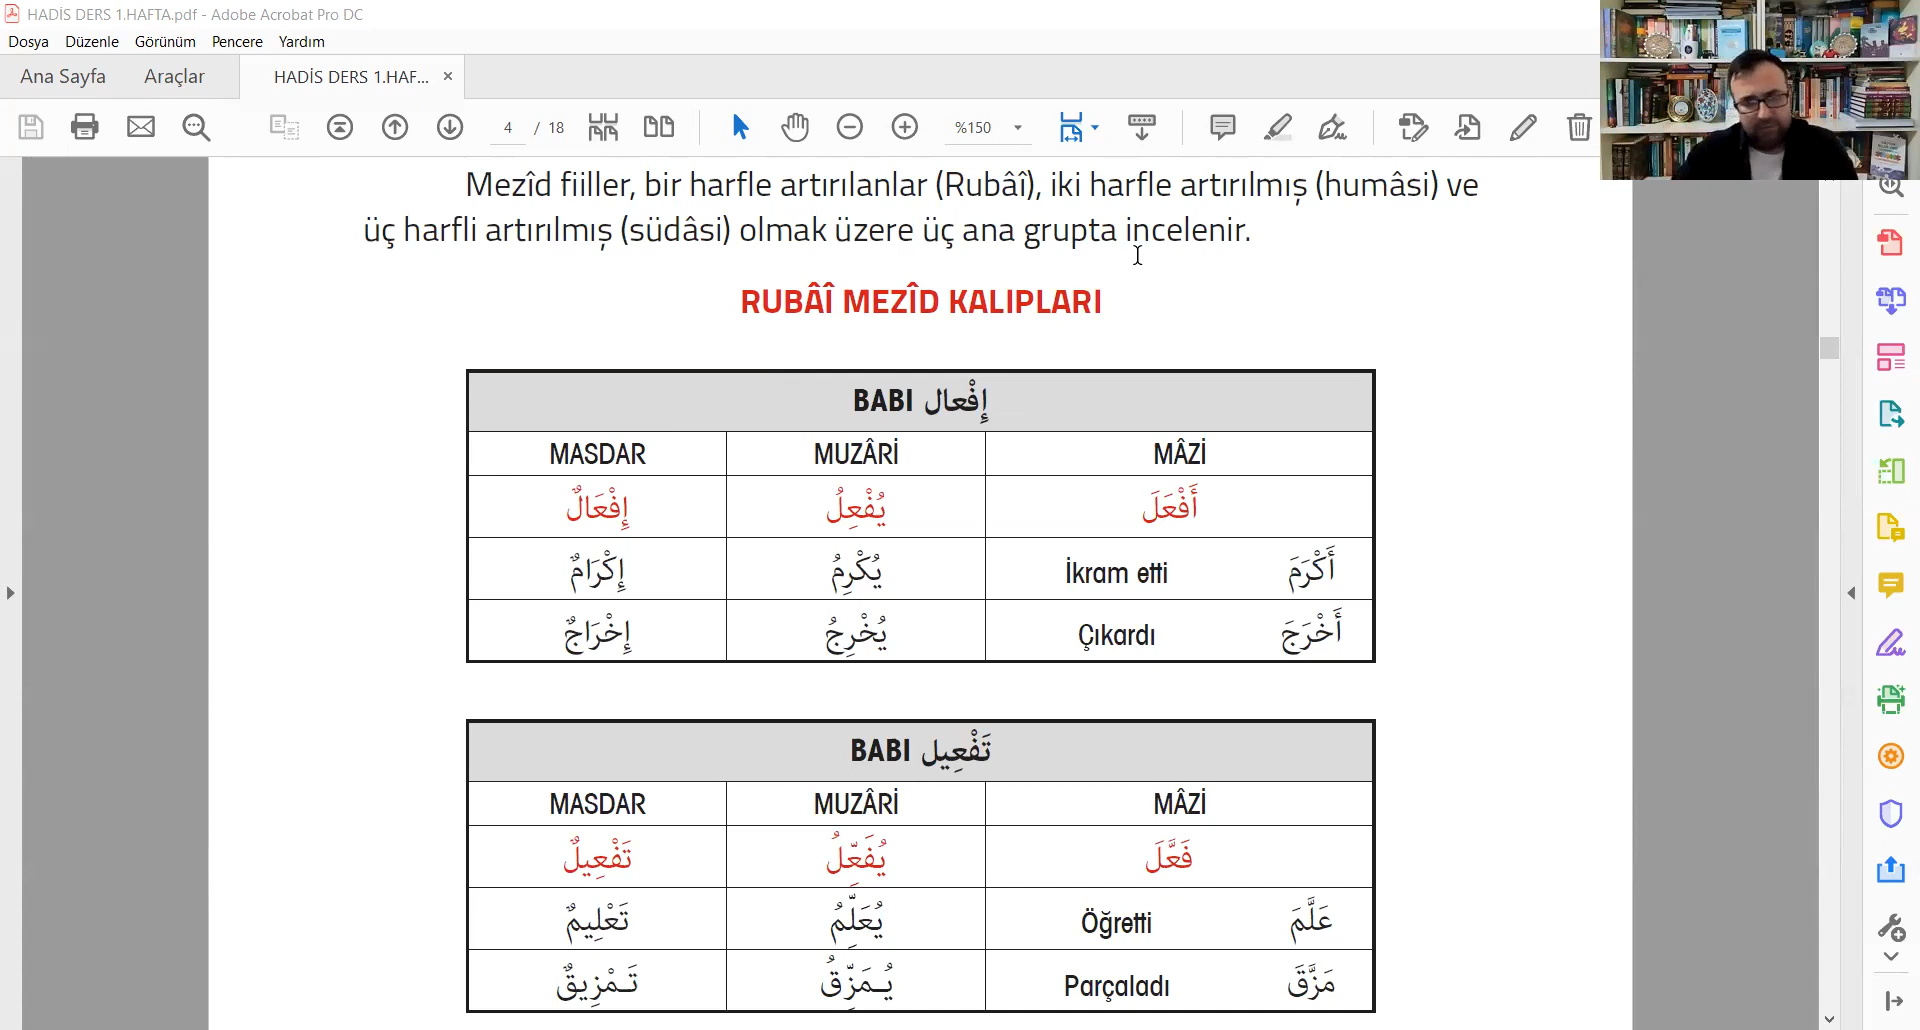 HADİS DERS 1.HAFTA.pdf - Adobe Acrobat Pro DC
Dosya Düzenle Görünüm Pencere Yardım
Ana Sayfa Araçlar HADİS DERS 1.HAF... ×
4 / 18 %150
Mezîd fiiller, bir harfle artırılanlar (Rubâî), iki harfle artırılmış (humâsi) ve
üç harfli artırılmış (südâsi) olmak üzere üç ana grupta incelenir.
RUBÂÎ MEZÎD KALIPLARI
إِفْعال BABI
MASDAR MUZÂRİ MÂZİ
إِفْعَالٌ يُفْعِلُ أَفْعَلَ
إِكْرَامٌ يُكْرِمُ İkram etti أَكْرَمَ
إِخْرَاجٌ يُخْرِجُ Çıkardı أَخْرَجَ
تَفْعِيل BABI
MASDAR MUZÂRİ MÂZİ
تَفْعِيلٌ يُفَعِّلُ فَعَّلَ
تَعْلِيمٌ يُعَلِّمُ Öğretti عَلَّمَ
تَـمْزِيقٌ يُـمَزِّقُ Parçaladı مَزَّقَ